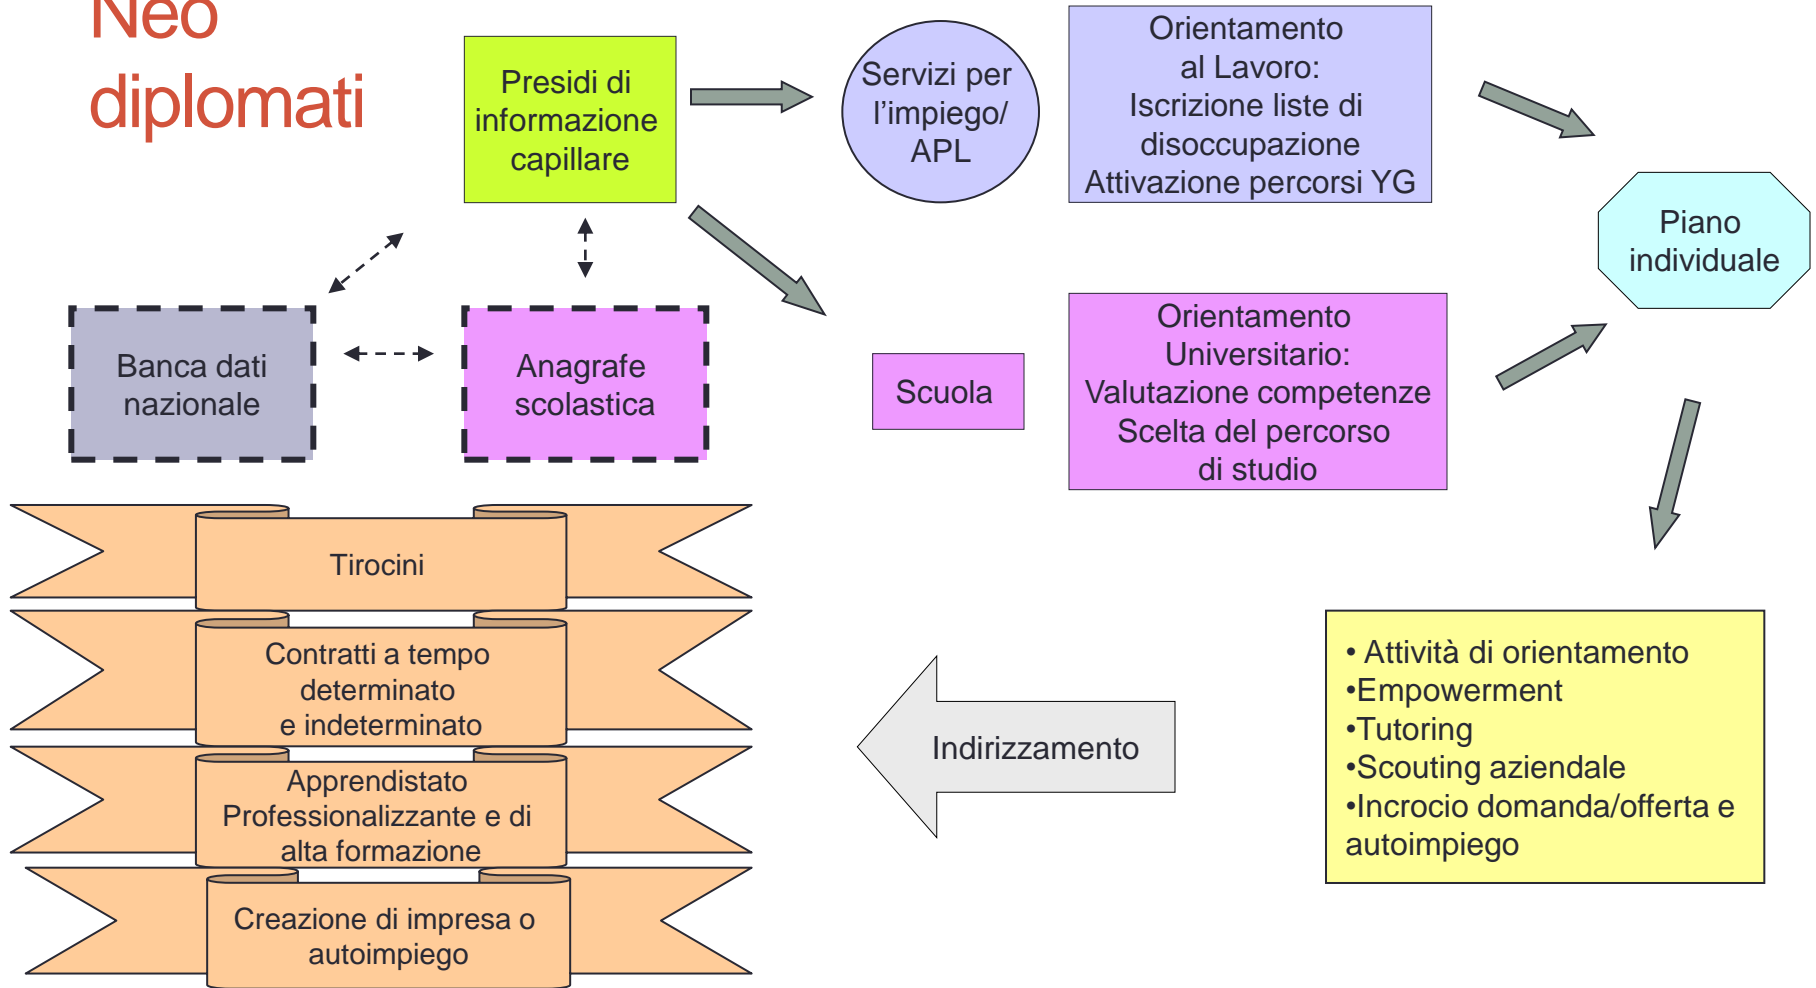 Neo
diplomati
Presidi di
informazione
capillare
Servizi per
l’impiego/
APL
Orientamento
al Lavoro:
Iscrizione liste di
disoccupazione
Attivazione percorsi YG
Piano
individuale
Banca dati
nazionale
Anagrafe
scolastica
Scuola
Orientamento
Universitario:
Valutazione competenze
Scelta del percorso
di studio
Tirocini
Contratti a tempo
determinato
e indeterminato
Apprendistato
Professionalizzante e di
alta formazione
Creazione di impresa o
autoimpiego
Indirizzamento
• Attività di orientamento
•Empowerment
•Tutoring
•Scouting aziendale
•Incrocio domanda/offerta e
autoimpiego